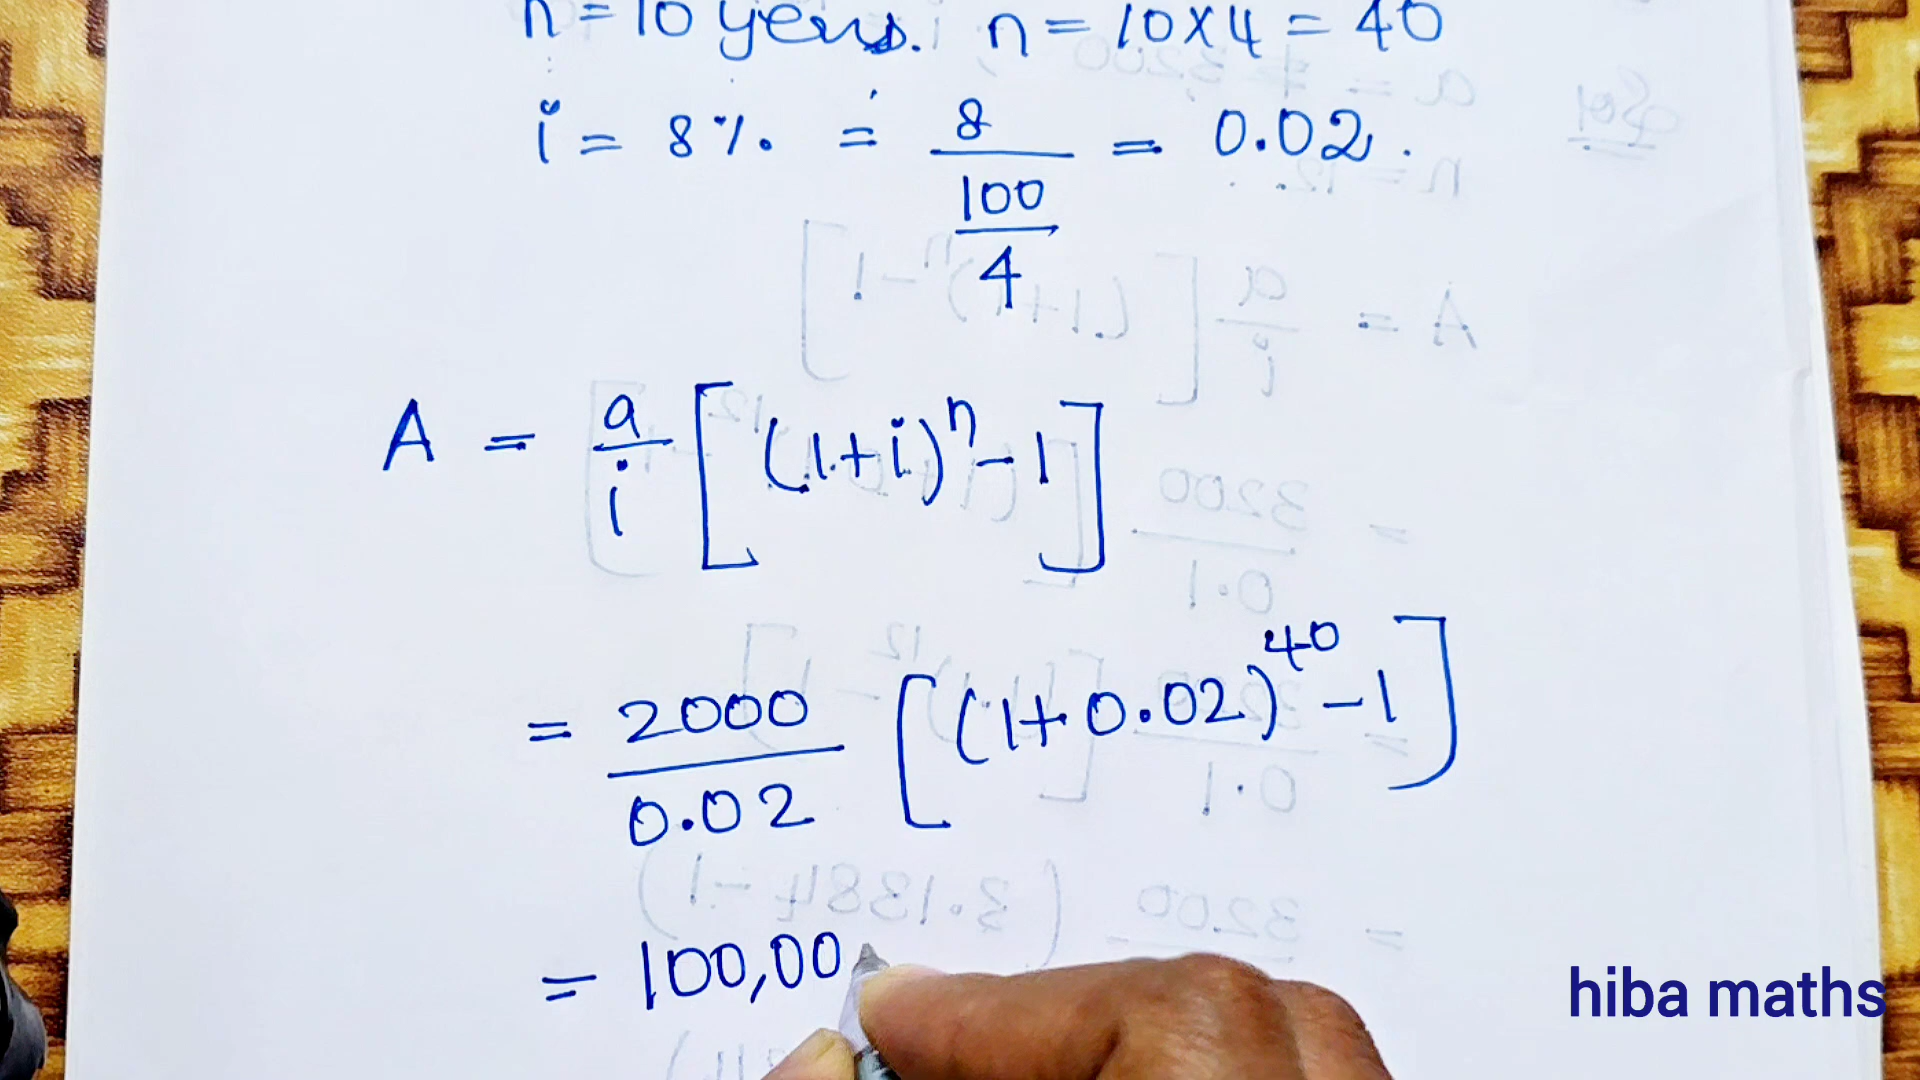 n = 10 years. n = 10×4 = 40
i = 8%. = 8/(100/4) = 0.02.
A = a/i [(1+i)^n - 1]
= 2000/0.02 [(1+0.02)^40 - 1]
= 100,00
hiba maths